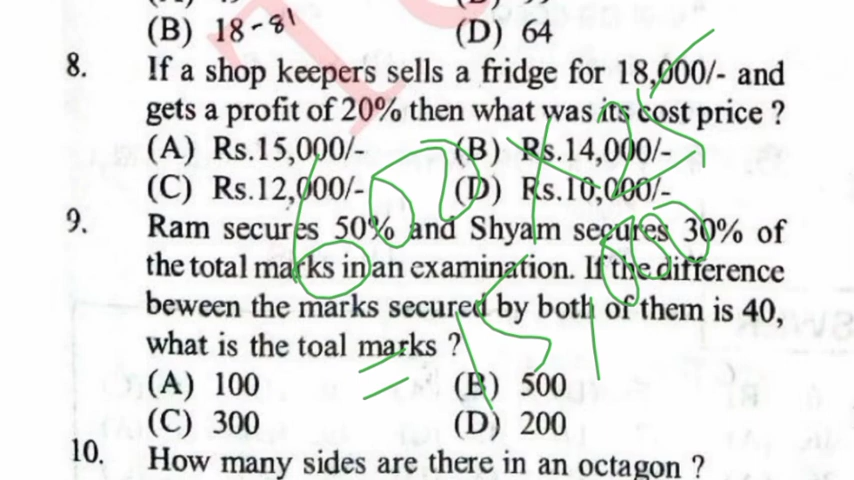 (B) 18-81 (D) 64
8. If a shop keepers sells a fridge for 18,000/- and
gets a profit of 20% then what was its cost price ?
(A) Rs.15,000/- (B) Rs.14,000/-
(C) Rs.12,000/- (D) Rs.10,000/-
9. Ram secures 50% and Shyam secures 30% of
the total marks in an examination. If the difference
beween the marks secured by both of them is 40,
what is the toal marks ?
(A) 100 (B) 500
(C) 300 (D) 200
10. How many sides are there in an octagon ?
602 × 25
= 15,000